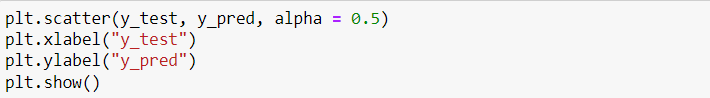 plt.scatter(y_test, y_pred, alpha = 0.5)
plt.xlabel("y_test")
plt.ylabel("y_pred")
plt.show()